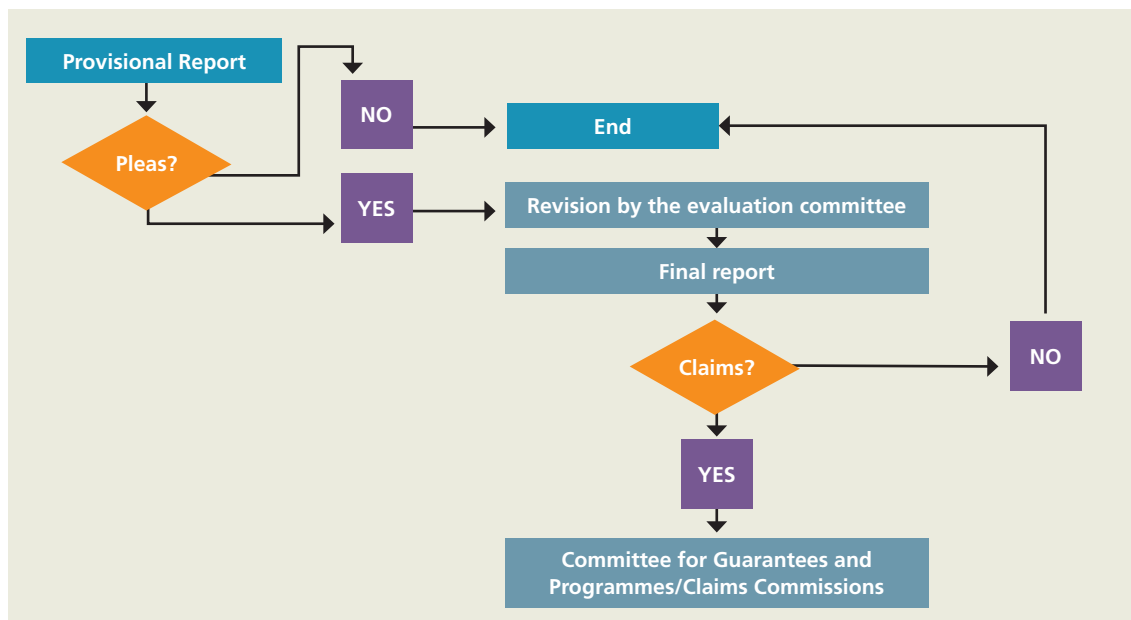 Provisional Report
Pleas?
NO
End
YES
Revision by the evaluation committee
Final report
Claims?
NO
YES
Committee for Guarantees and
Programmes/Claims Commissions